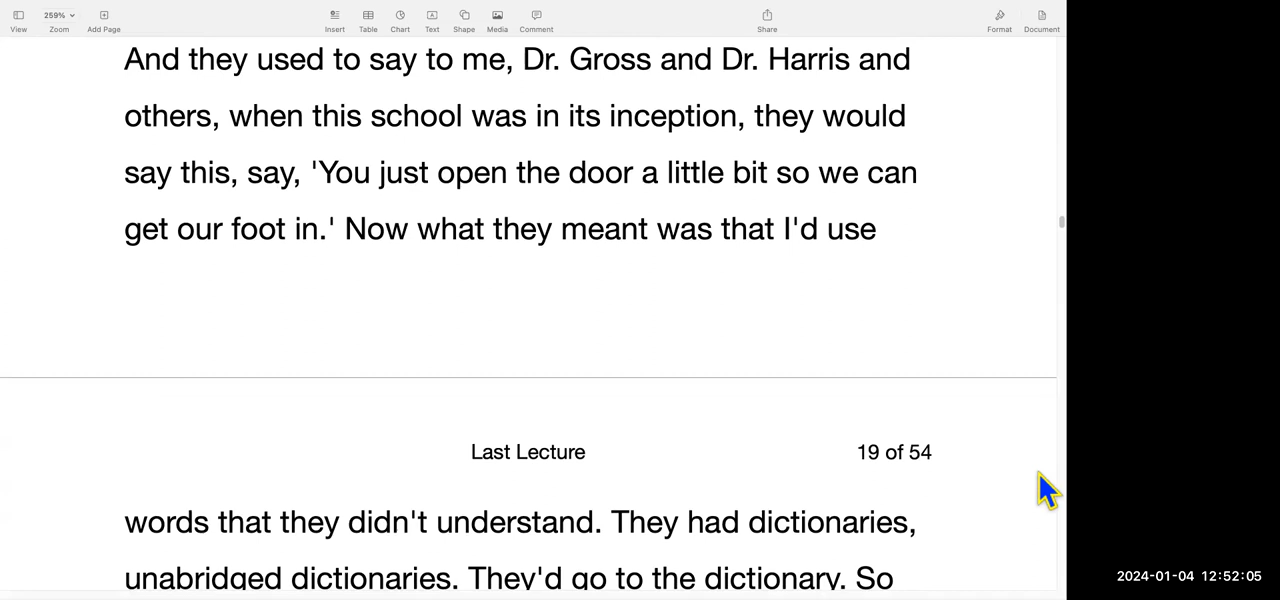 259%
View
Zoom
Add Page
Insert
Table
Chart
Text
Shape
Media
Comment
Share
Format
Document
And they used to say to me, Dr. Gross and Dr. Harris and
others, when this school was in its inception, they would
say this, say, 'You just open the door a little bit so we can
get our foot in.' Now what they meant was that I'd use
Last Lecture
19 of 54
words that they didn't understand. They had dictionaries,
unabridged dictionaries. They'd go to the dictionary. So
2024-01-04 12:52:05